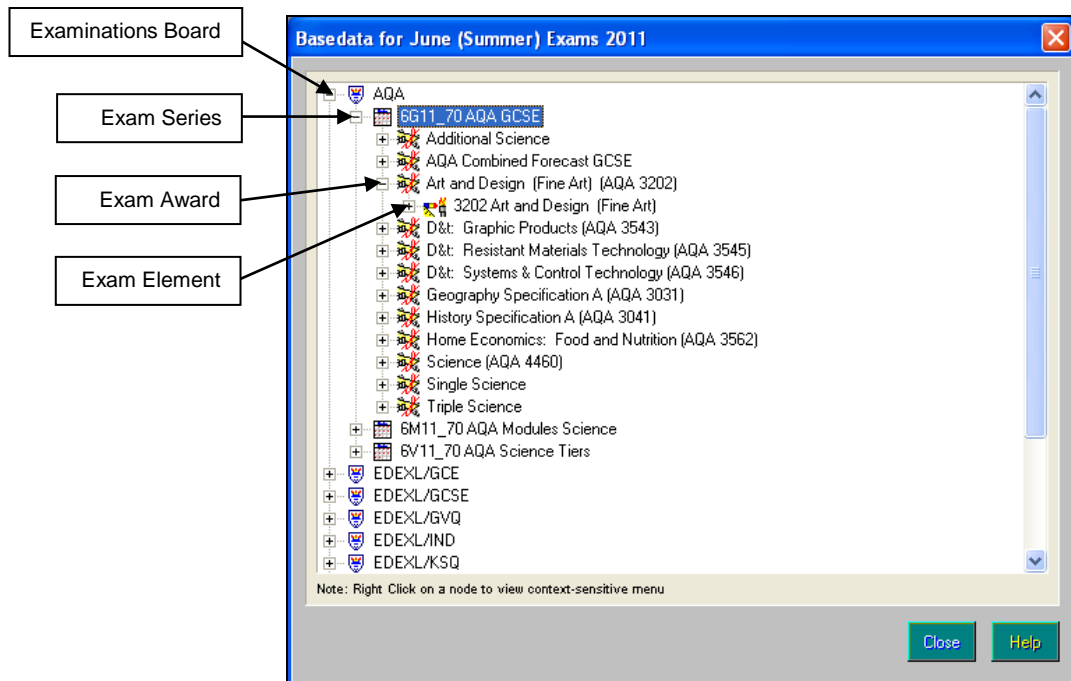 Examinations Board
Exam Series
Exam Award
Exam Element
Basedata for June (Summer) Exams 2011
AQA
6G11_70 AQA GCSE
Additional Science
AQA Combined Forecast GCSE
Art and Design (Fine Art) (AQA 3202)
3202 Art and Design (Fine Art)
D&t: Graphic Products (AQA 3543)
D&t: Resistant Materials Technology (AQA 3545)
D&t: Systems & Control Technology (AQA 3546)
Geography Specification A (AQA 3031)
History Specification A (AQA 3041)
Home Economics: Food and Nutrition (AQA 3562)
Science (AQA 4460)
Single Science
Triple Science
6M11_70 AQA Modules Science
6V11_70 AQA Science Tiers
EDEXL/GCE
EDEXL/GCSE
EDEXL/GVQ
EDEXL/IND
EDEXL/KSQ
Note: Right Click on a node to view context-sensitive menu
Close Help